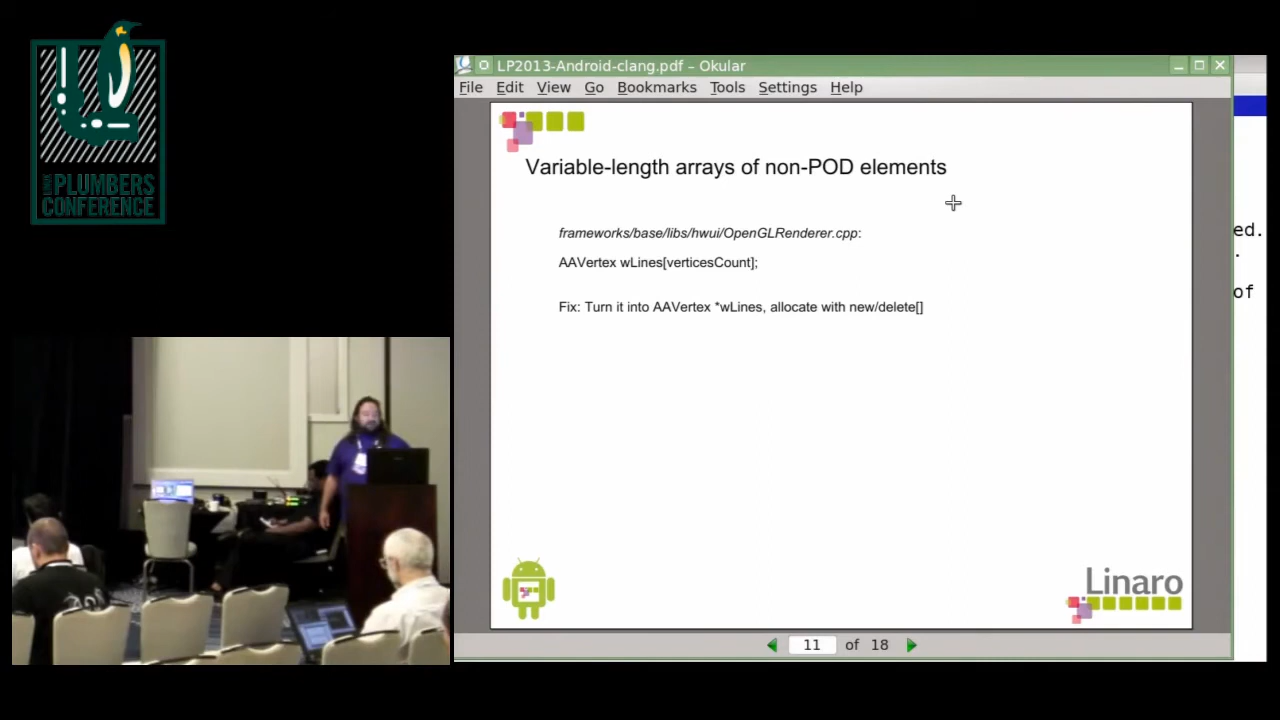 LINUX
PLUMBERS
CONFERENCE
LP2013-Android-clang.pdf – Okular
File Edit View Go Bookmarks Tools Settings Help
Variable-length arrays of non-POD elements
frameworks/base/libs/hwui/OpenGLRenderer.cpp:
AAVertex wLines[verticesCount];
Fix: Turn it into AAVertex *wLines, allocate with new/delete[]
Linaro
11 of 18
ed.
.
of